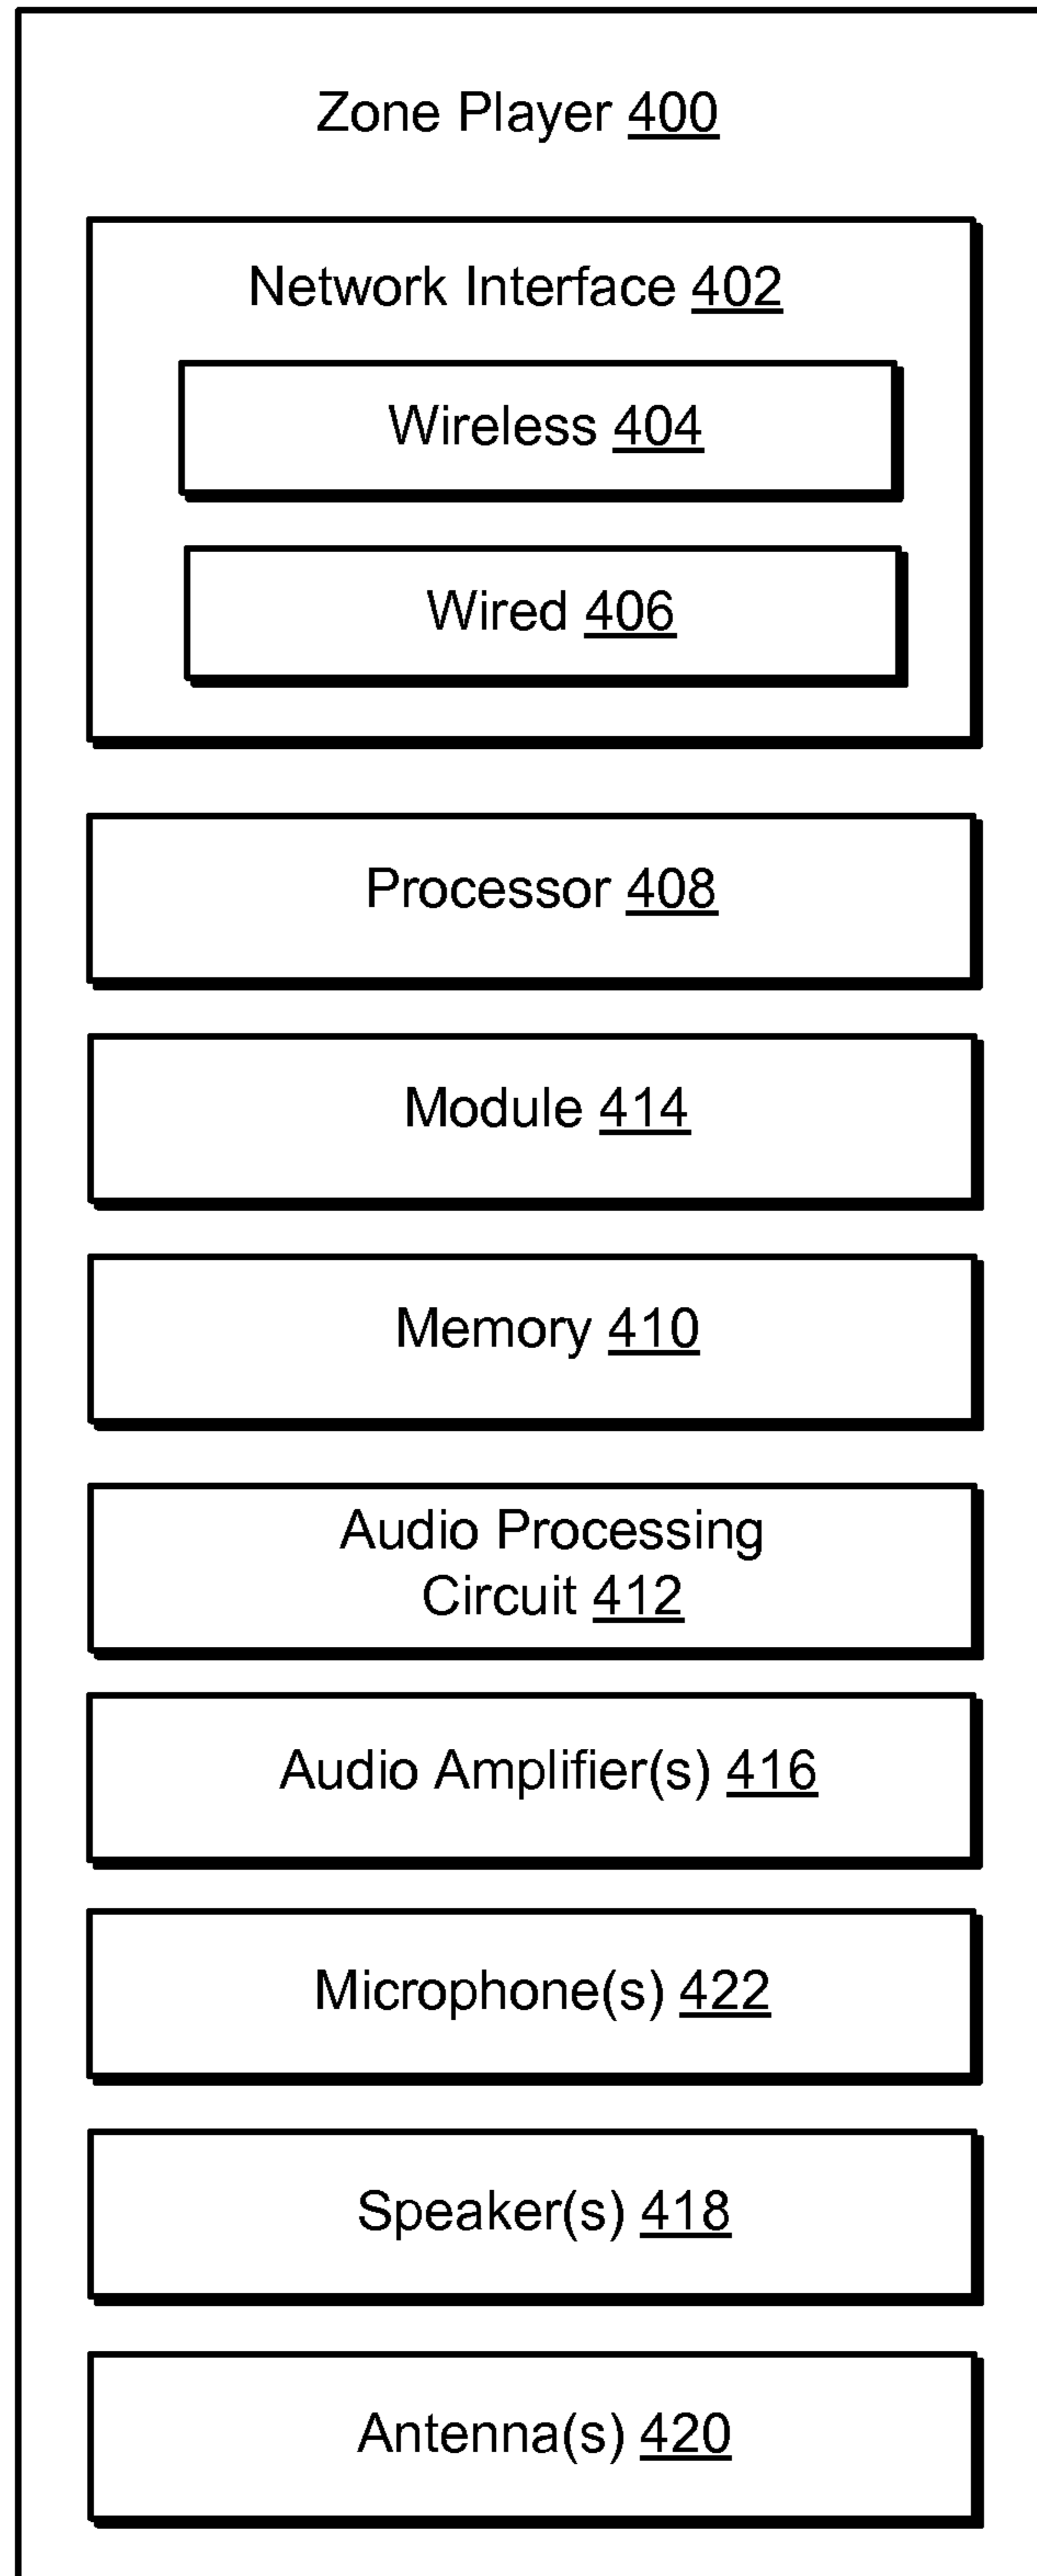 Zone Player 400
Network Interface 402
Wireless 404
Wired 406
Processor 408
Module 414
Memory 410
Audio Processing
Circuit 412
Audio Amplifier(s) 416
Microphone(s) 422
Speaker(s) 418
Antenna(s) 420